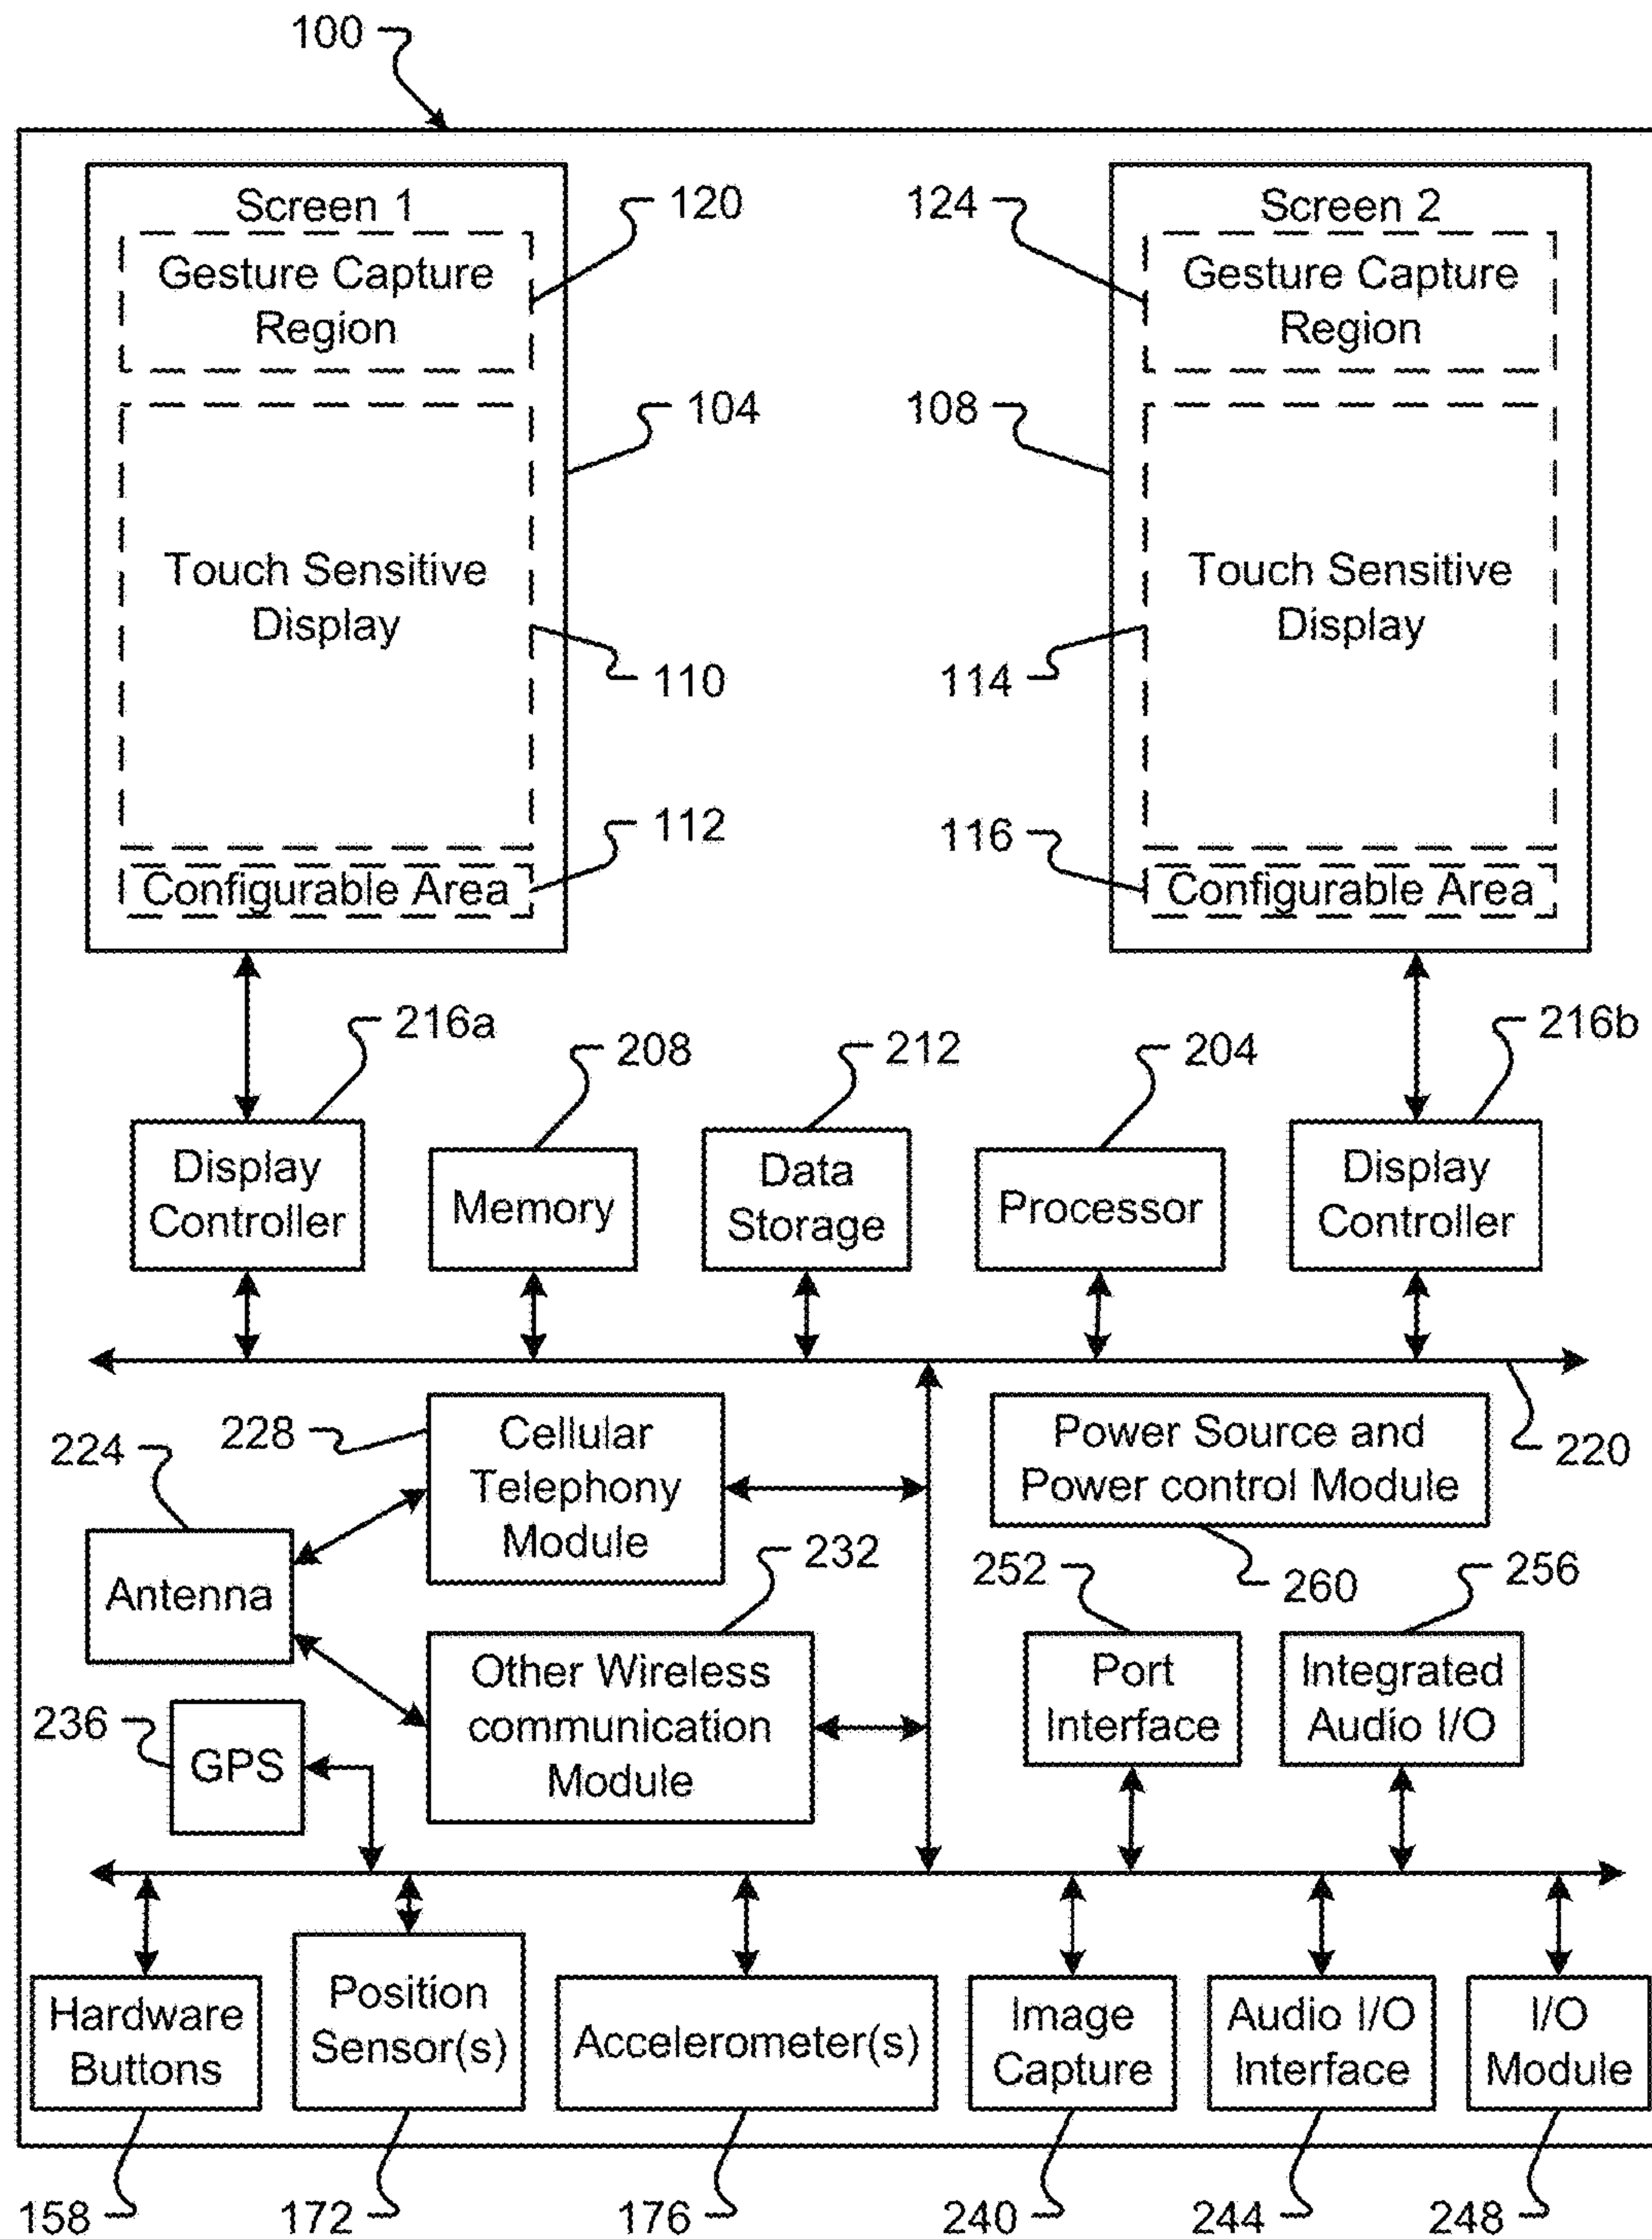 100
Screen 1
120
124
Screen 2
Gesture Capture
Region
Gesture Capture
Region
104
108
Touch Sensitive
Display
Touch Sensitive
Display
110
114
112
116
Configurable Area
Configurable Area
216a
208
212
204
216b
Display
Controller
Memory
Data
Storage
Processor
Display
Controller
228
224
Cellular
Telephony
Module
Power Source and
Power control Module
220
232
252
260
256
Antenna
Other Wireless
communication
Module
Port
Interface
Integrated
Audio I/O
236
GPS
Hardware
Buttons
Position
Sensor(s)
Accelerometer(s)
Image
Capture
Audio I/O
Interface
I/O
Module
158
172
176
240
244
248